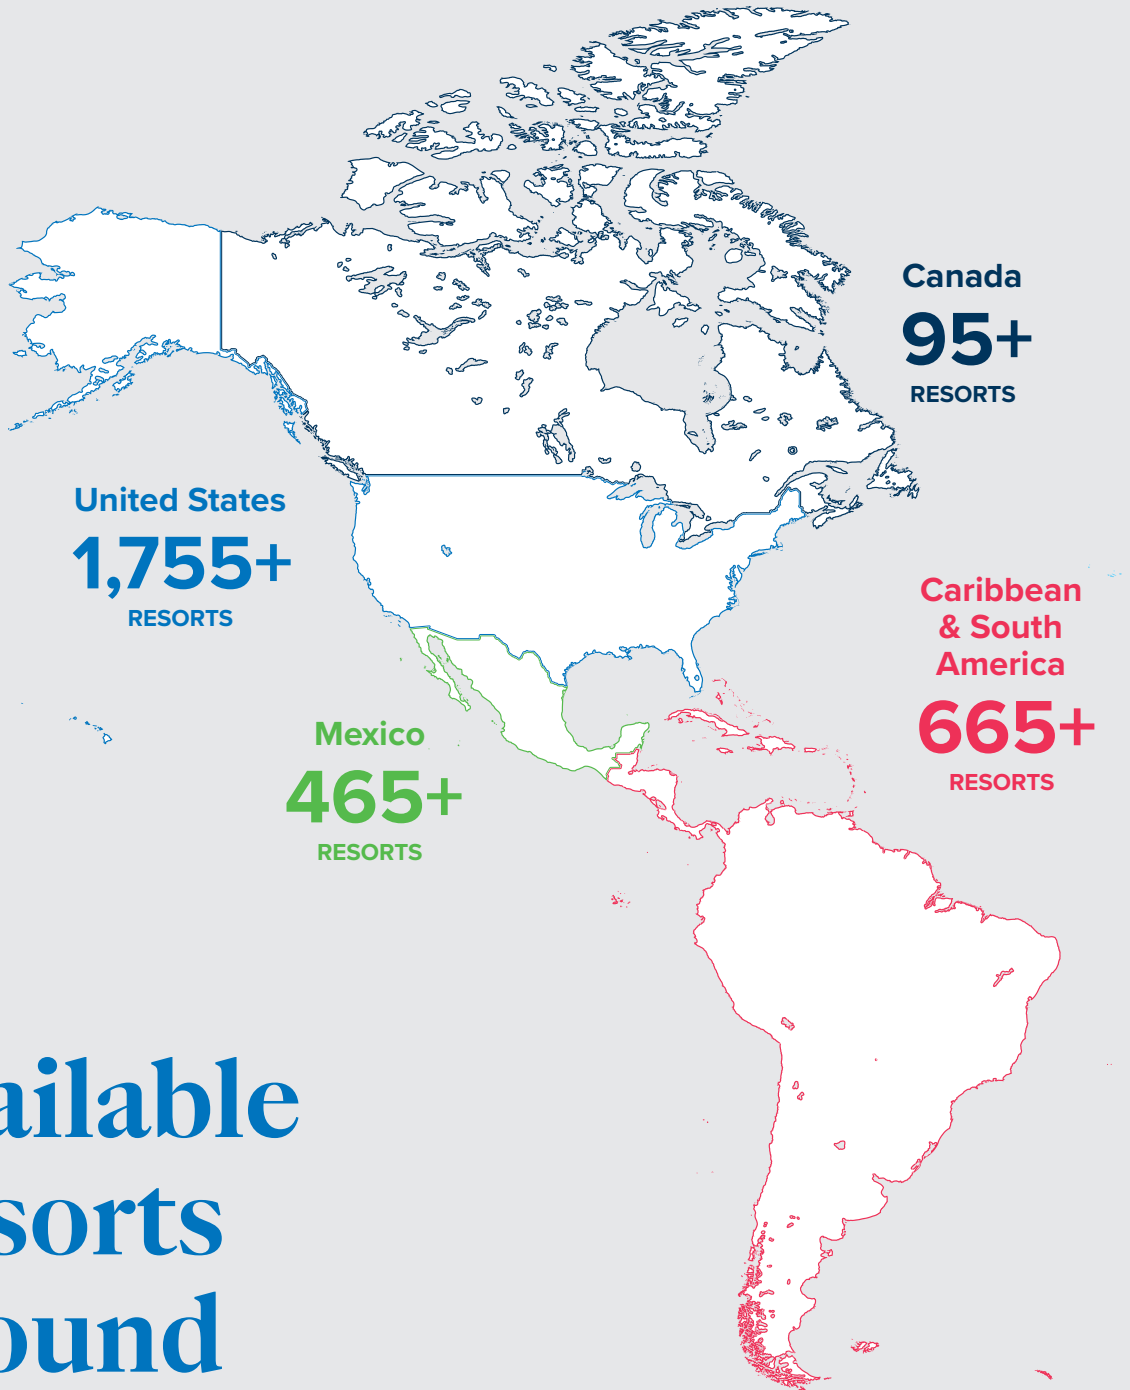 Canada
95+
RESORTS
United States
1,755+
RESORTS
Caribbean
& South
America
665+
RESORTS
Mexico
465+
RESORTS
ailable
sorts
ound